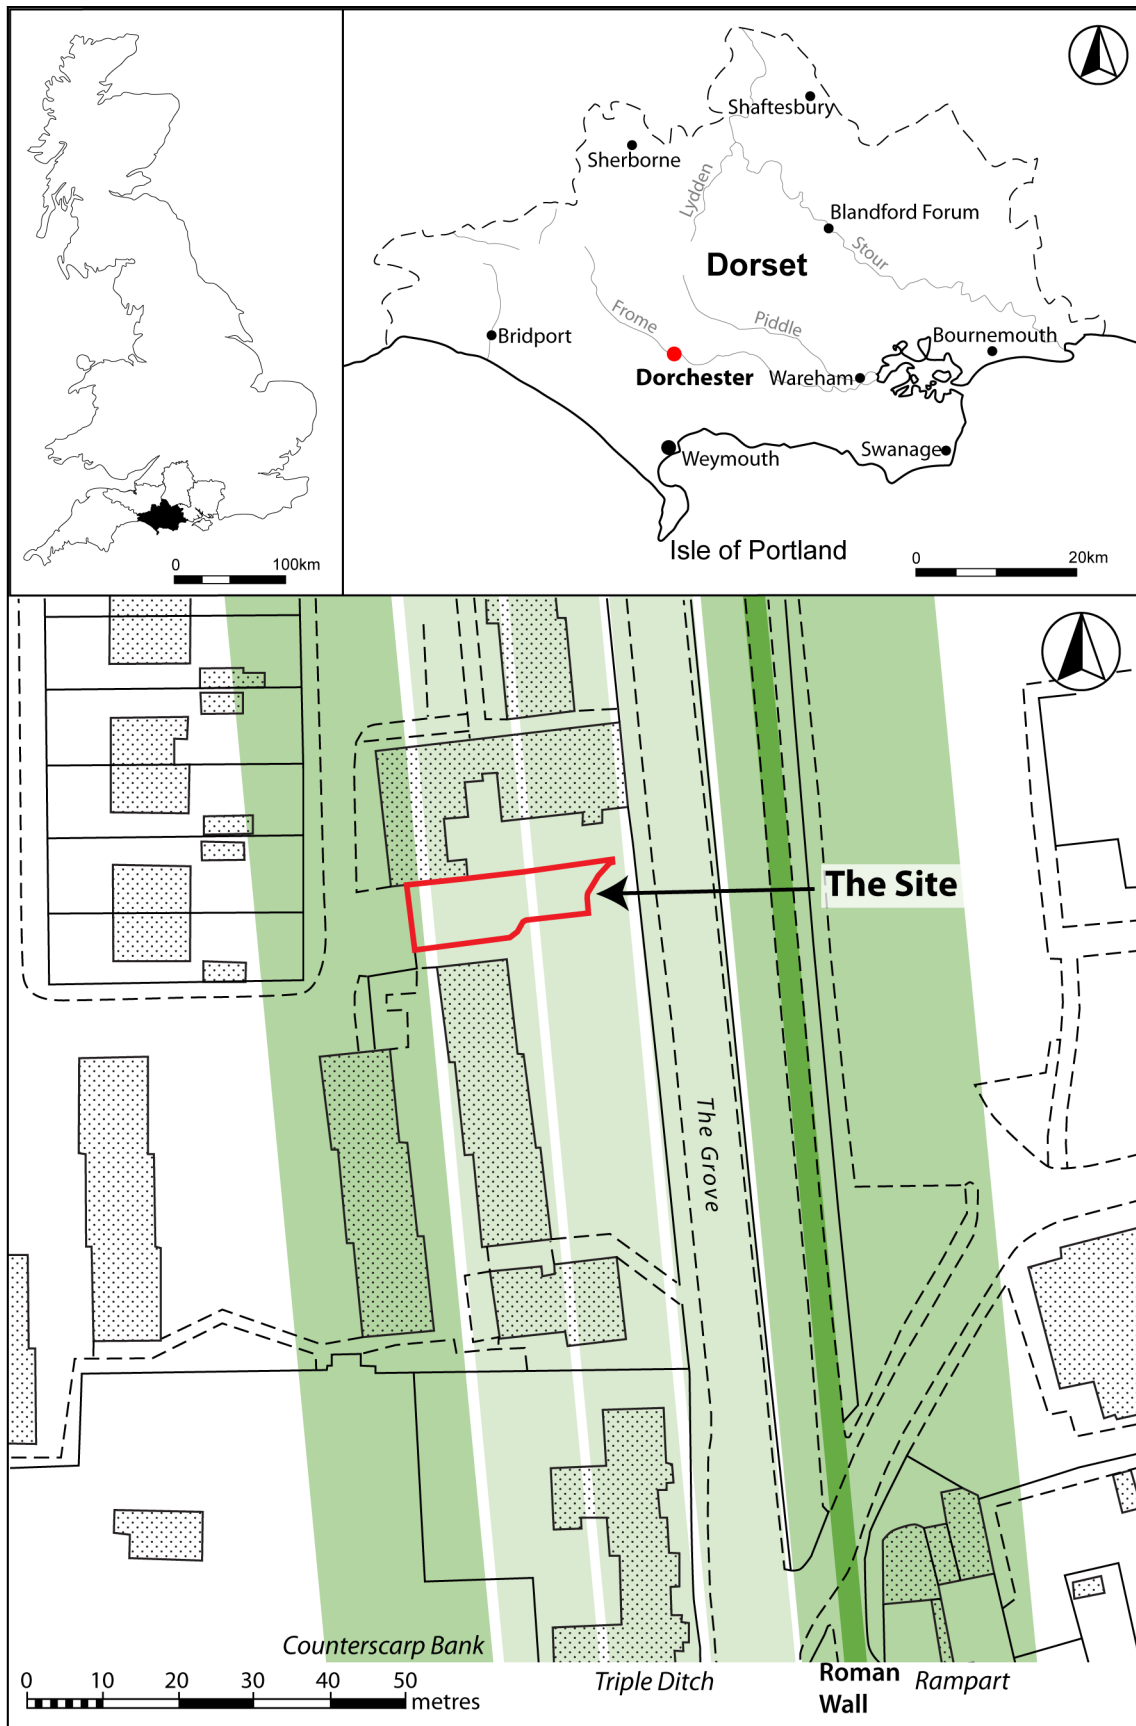 0 100km
Shaftesbury
Sherborne
Lydden
Blandford Forum
Stour
Dorset
Frome
Piddle
Bridport
Bournemouth
Dorchester
Wareham
Weymouth
Swanage
Isle of Portland
0 20km
The Site
The Grove
Counterscarp Bank
Triple Ditch
Roman
Wall
Rampart
0 10 20 30 40 50
metres